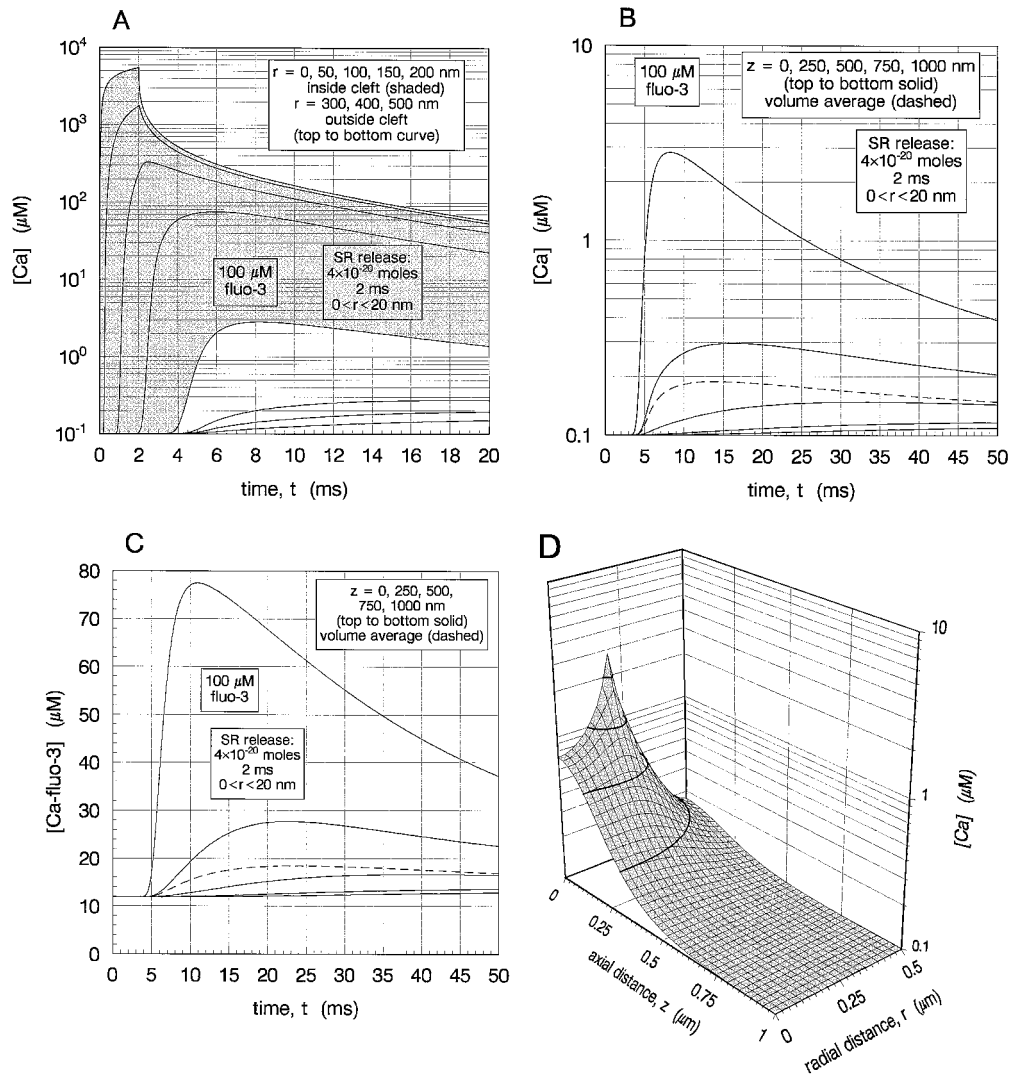 A
[Ca] (μM)
10^4
10^3
10^2
10^1
10^0
10^-1
r = 0, 50, 100, 150, 200 nm
inside cleft (shaded)
r = 300, 400, 500 nm
outside cleft
(top to bottom curve)
100 μM
fluo-3
SR release:
4×10^-20 moles
2 ms
0<r<20 nm
0 2 4 6 8 10 12 14 16 18 20
time, t (ms)
B
[Ca] (μM)
10
1
0.1
100 μM
fluo-3
z = 0, 250, 500, 750, 1000 nm
(top to bottom solid)
volume average (dashed)
SR release:
4×10^-20 moles
2 ms
0<r<20 nm
0 5 10 15 20 25 30 35 40 45 50
time, t (ms)
C
[Ca-fluo-3] (μM)
80
70
60
50
40
30
20
10
0
z = 0, 250, 500,
750, 1000 nm
(top to bottom solid)
volume average (dashed)
100 μM
fluo-3
SR release:
4×10^-20 moles
2 ms
0<r<20 nm
0 5 10 15 20 25 30 35 40 45 50
time, t (ms)
D
10
1
0.1
[Ca] (μM)
0 0.25 0.5 0.75 1
axial distance, z (μm)
0 0.25 0.5
radial distance, r (μm)